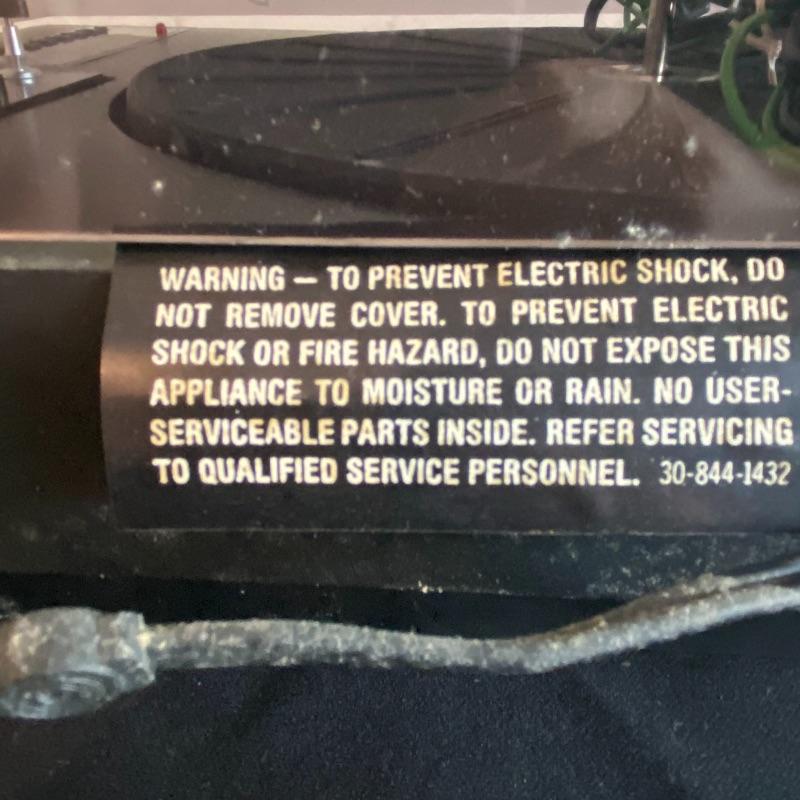 WARNING – TO PREVENT ELECTRIC SHOCK, DO
NOT REMOVE COVER. TO PREVENT ELECTRIC
SHOCK OR FIRE HAZARD, DO NOT EXPOSE THIS
APPLIANCE TO MOISTURE OR RAIN. NO USER-
SERVICEABLE PARTS INSIDE. REFER SERVICING
TO QUALIFIED SERVICE PERSONNEL. 30-844-1432